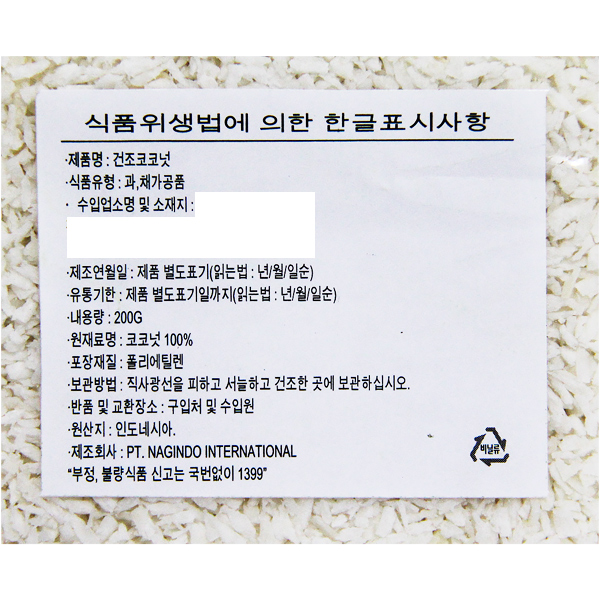 식품위생법에 의한 한글표시사항
·제품명 : 건조코코넛
·식품유형 : 과,채가공품
· 수입업소명 및 소재지 :
·제조연월일 : 제품 별도표기(읽는법 : 년/월/일순)
·유통기한 : 제품 별도표기일까지(읽는법 : 년/월/일순)
·내용량 : 200G
·원재료명 : 코코넛 100%
·포장재질 : 폴리에틸렌
·보관방법 : 직사광선을 피하고 서늘하고 건조한 곳에 보관하십시오.
·반품 및 교환장소 : 구입처 및 수입원
·원산지 : 인도네시아.
·제조회사 : PT. NAGINDO INTERNATIONAL
“부정, 불량식품 신고는 국번없이 1399”
비닐류